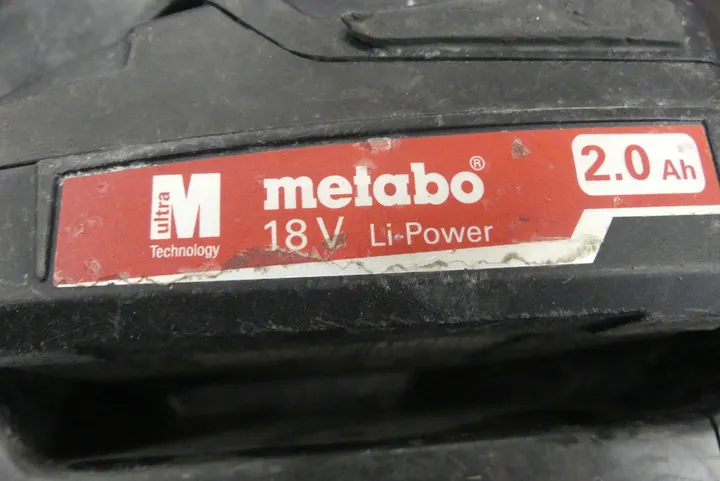 ultra M
Technology
metabo®
18 V Li-Power
2.0 Ah